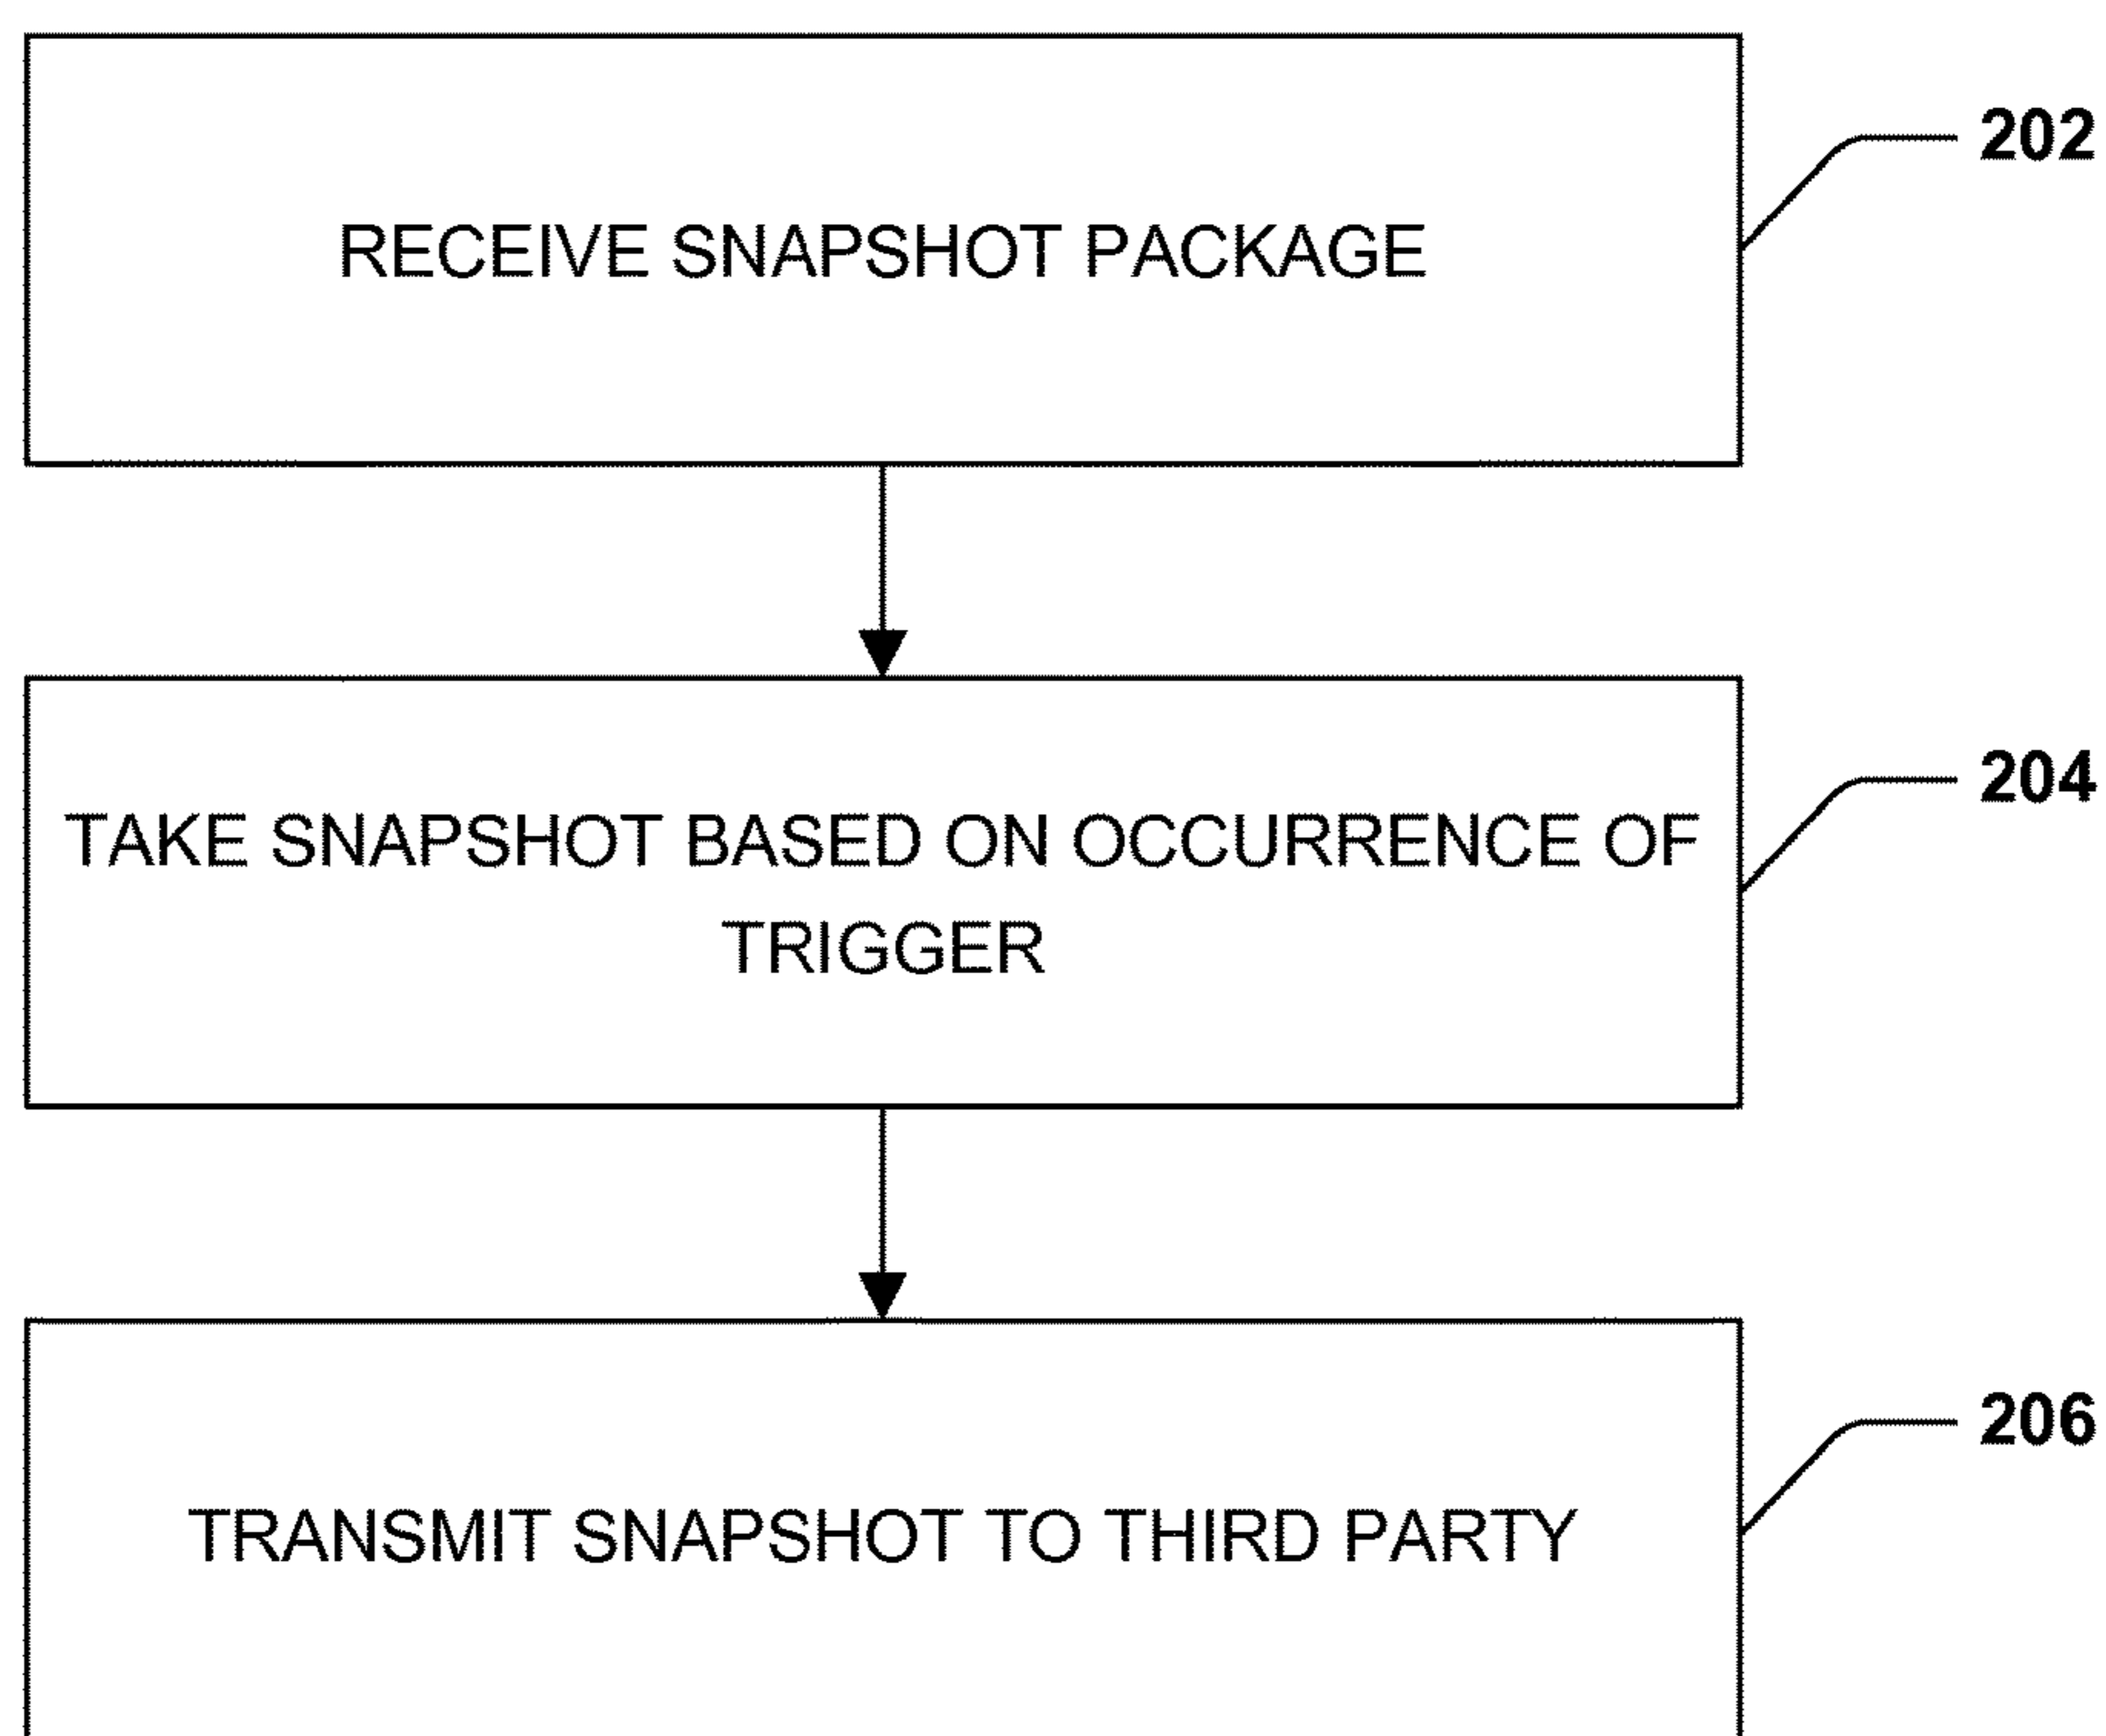 RECEIVE SNAPSHOT PACKAGE
202
TAKE SNAPSHOT BASED ON OCCURRENCE OF
TRIGGER
204
TRANSMIT SNAPSHOT TO THIRD PARTY
206